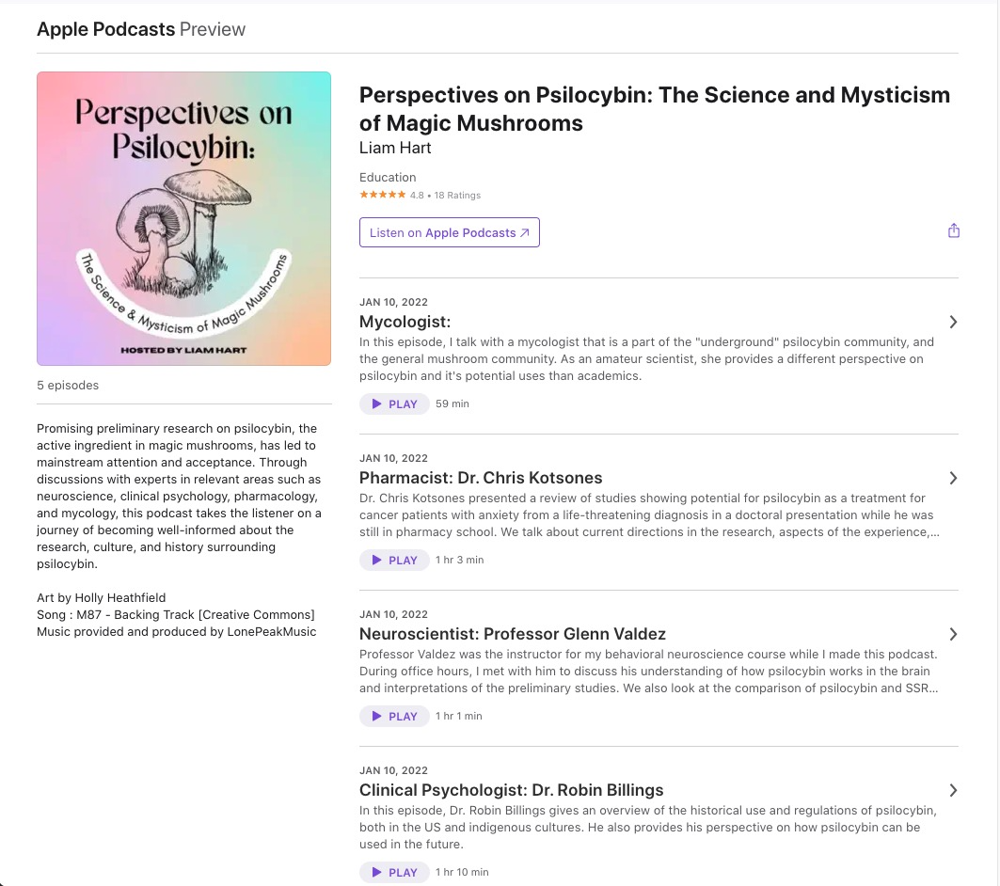 Apple Podcasts Preview
Perspectives on
Psilocybin:
The Science & Mysticism of Magic Mushrooms
HOSTED BY LIAM HART
5 episodes
Promising preliminary research on psilocybin, the
active ingredient in magic mushrooms, has led to
mainstream attention and acceptance. Through
discussions with experts in relevant areas such as
neuroscience, clinical psychology, pharmacology,
and mycology, this podcast takes the listener on a
journey of becoming well-informed about the
research, culture, and history surrounding
psilocybin.
Art by Holly Heathfield
Song : M87 - Backing Track [Creative Commons]
Music provided and produced by LonePeakMusic
Perspectives on Psilocybin: The Science and Mysticism
of Magic Mushrooms
Liam Hart
Education
★★★★★ 4.8 • 18 Ratings
Listen on Apple Podcasts ↗
JAN 10, 2022
Mycologist:
In this episode, I talk with a mycologist that is a part of the "underground" psilocybin community, and
the general mushroom community. As an amateur scientist, she provides a different perspective on
psilocybin and it's potential uses than academics.
PLAY 59 min
JAN 10, 2022
Pharmacist: Dr. Chris Kotsones
Dr. Chris Kotsones presented a review of studies showing potential for psilocybin as a treatment for
cancer patients with anxiety from a life-threatening diagnosis in a doctoral presentation while he was
still in pharmacy school. We talk about current directions in the research, aspects of the experience,...
PLAY 1 hr 3 min
JAN 10, 2022
Neuroscientist: Professor Glenn Valdez
Professor Valdez was the instructor for my behavioral neuroscience course while I made this podcast.
During office hours, I met with him to discuss his understanding of how psilocybin works in the brain
and interpretations of the preliminary studies. We also look at the comparison of psilocybin and SSR...
PLAY 1 hr 1 min
JAN 10, 2022
Clinical Psychologist: Dr. Robin Billings
In this episode, Dr. Robin Billings gives an overview of the historical use and regulations of psilocybin,
both in the US and indigenous cultures. He also provides his perspective on how psilocybin can be
used in the future.
PLAY 1 hr 10 min